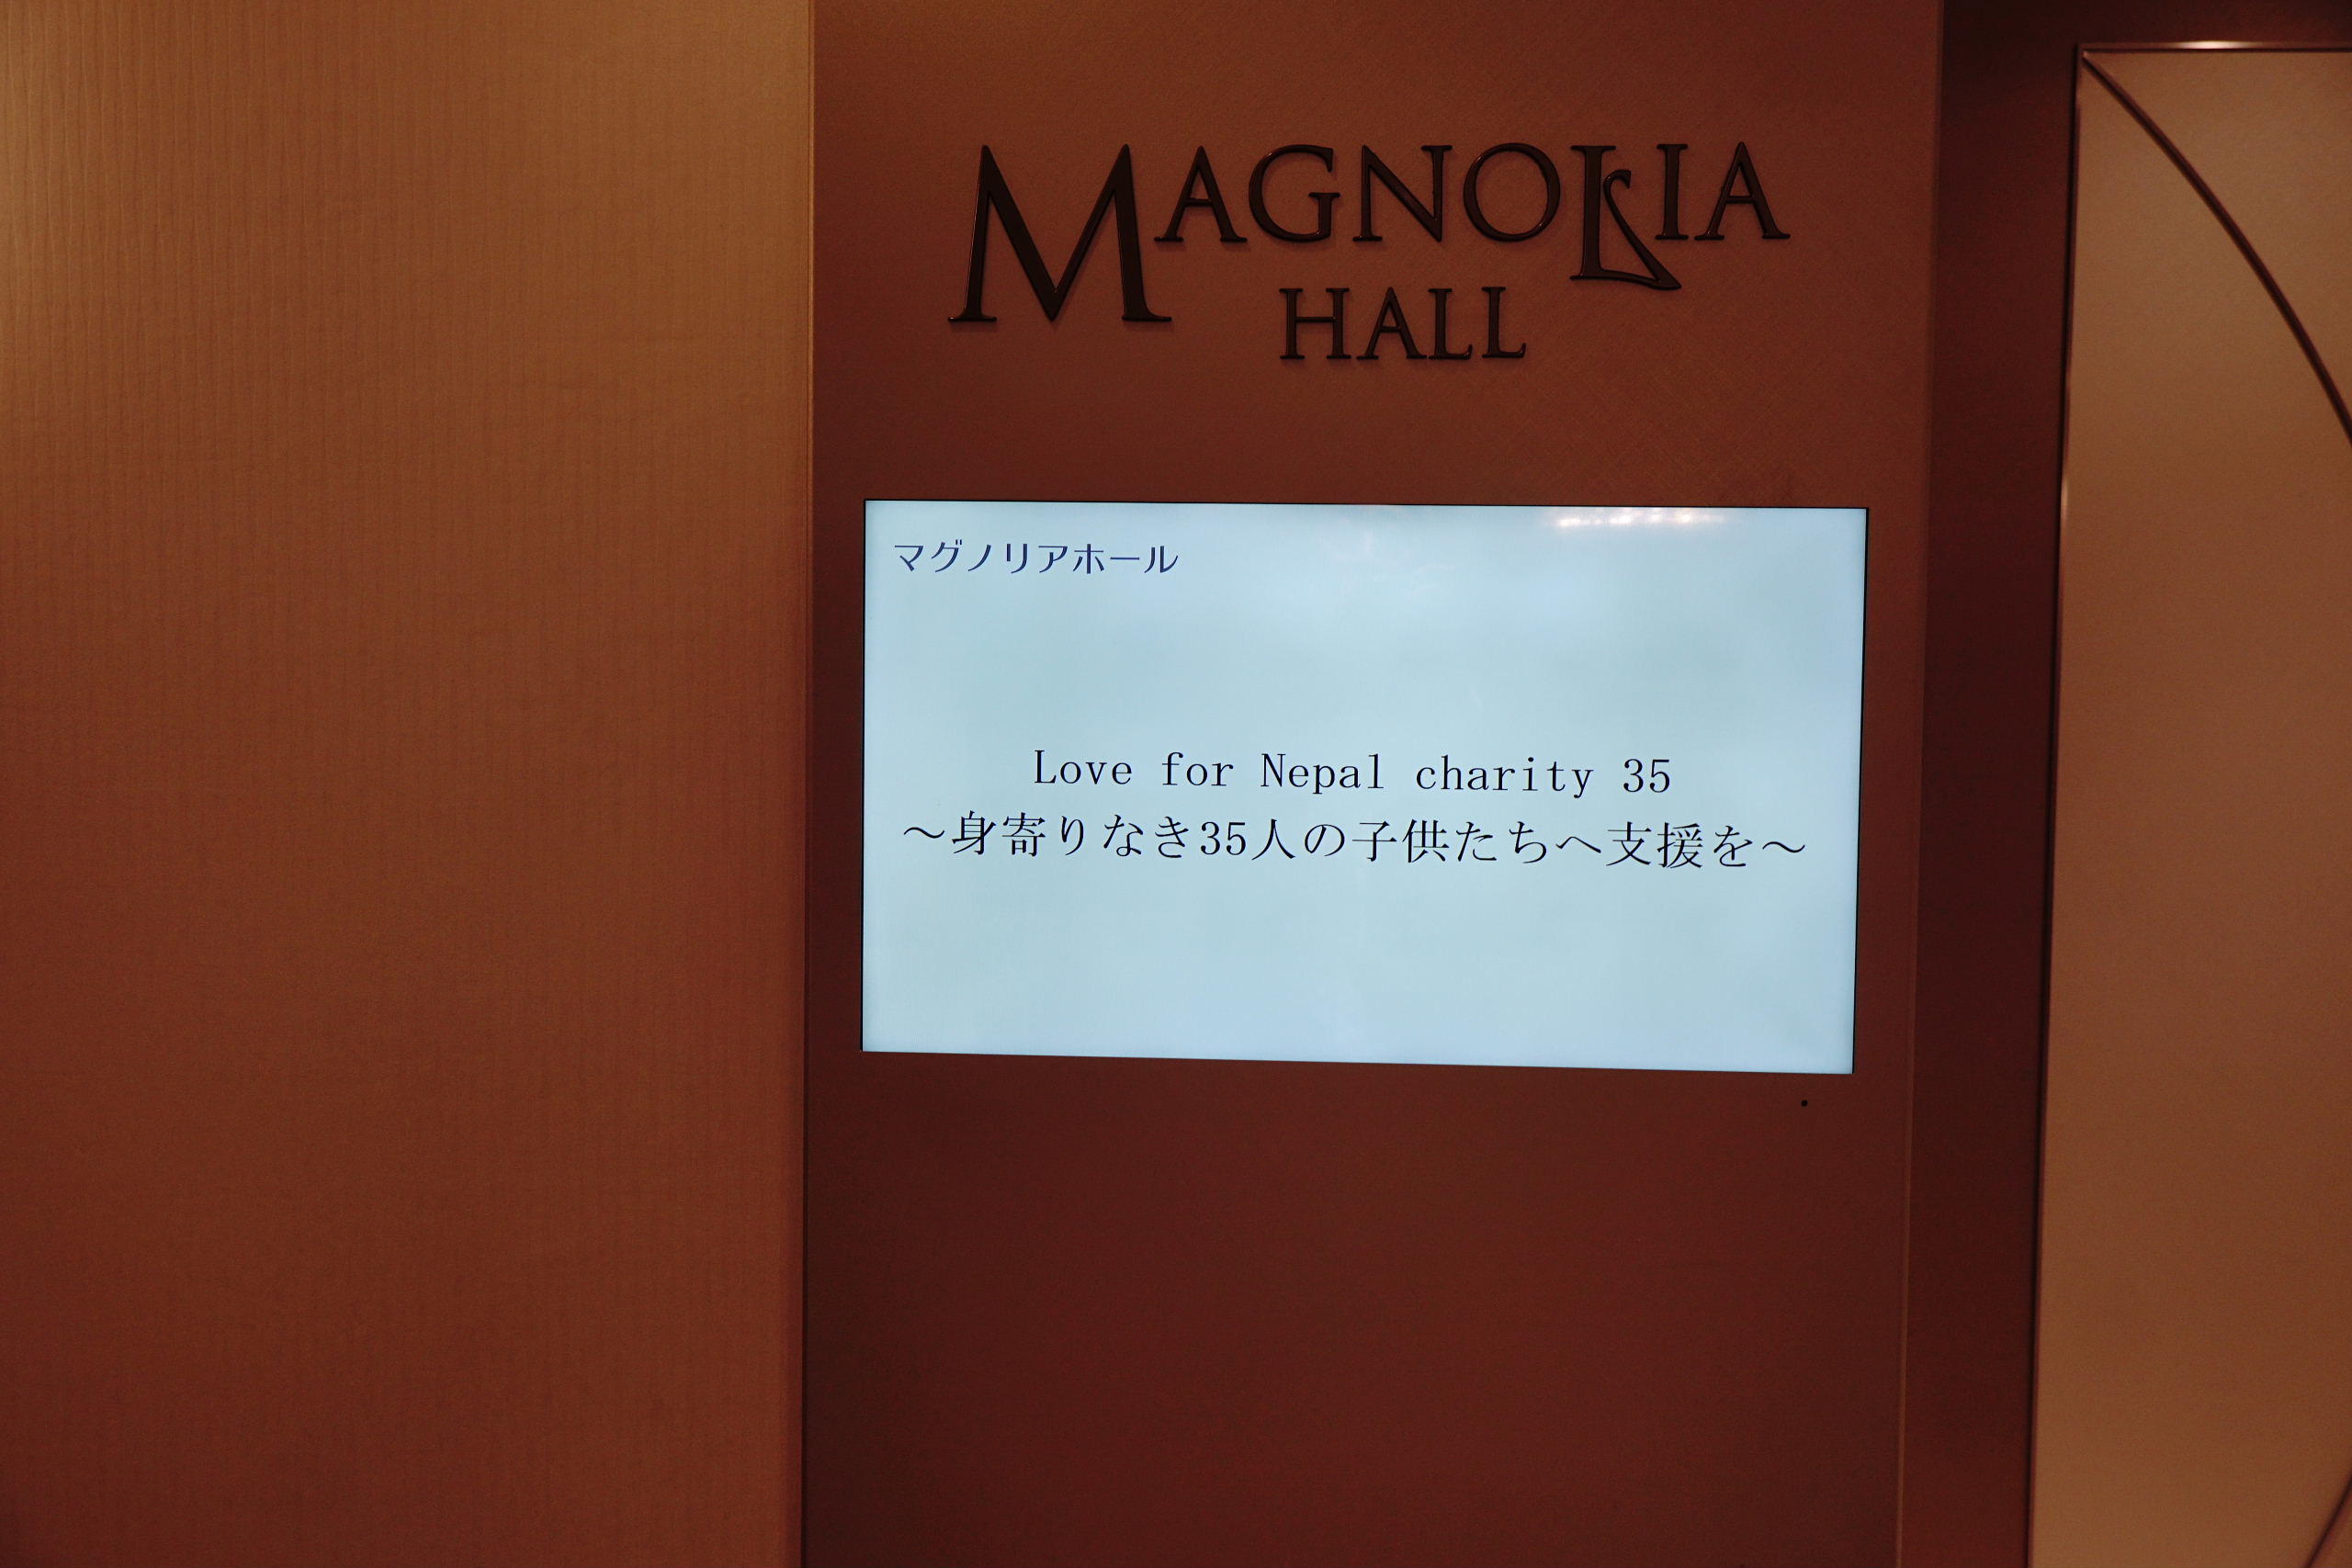 MAGNOLIA
HALL
マグノリアホール
Love for Nepal charity 35
～身寄りなき35人の子供たちへ支援を～